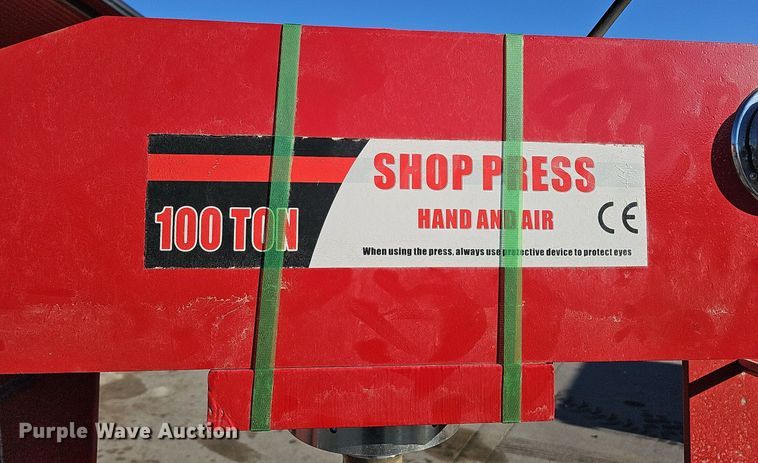 SHOP PRESS
100 TON
HAND AND AIR
CE
When using the press, always use protective device to protect eyes
Purple Wave Auction